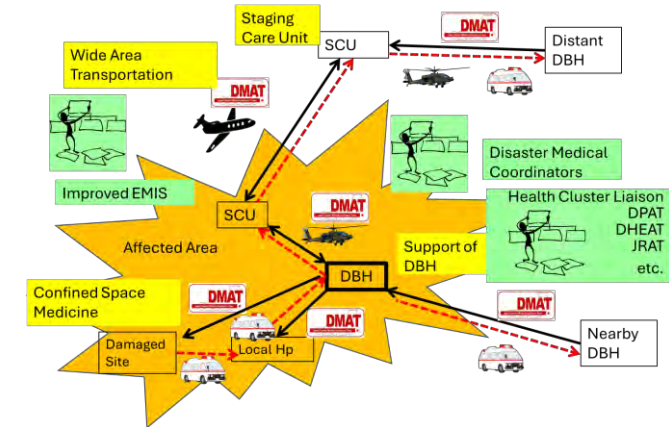 Staging
Care Unit
SCU
DMAT
Distant
DBH
Wide Area
Transportation
DMAT
Disaster Medical
Coordinators
Improved EMIS
SCU
DMAT
Health Cluster Liaison
DPAT
DHEAT
JRAT
etc.
Affected Area
Support of
DBH
DBH
Confined Space
Medicine
DMAT
DMAT
DMAT
Damaged
Site
Local Hp
Nearby
DBH